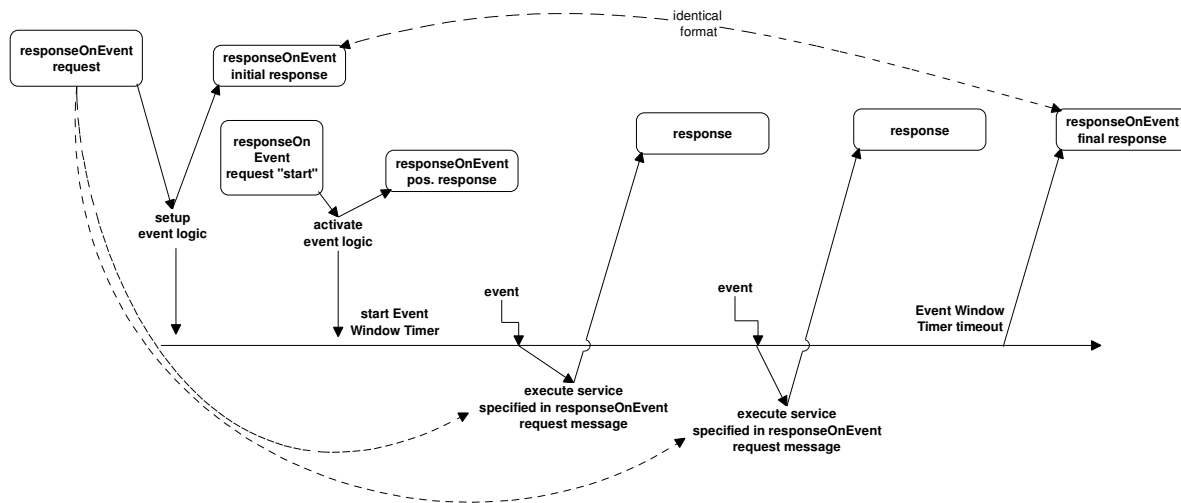 identical
format
responseOnEvent
request
responseOnEvent
initial response
responseOnEvent
final response
response
response
responseOn
Event
request "start"
responseOnEvent
pos. response
setup
event logic
activate
event logic
start Event
Window Timer
event
event
Event Window
Timer timeout
execute service
specified in responseOnEvent
request message
execute service
specified in responseOnEvent
request message